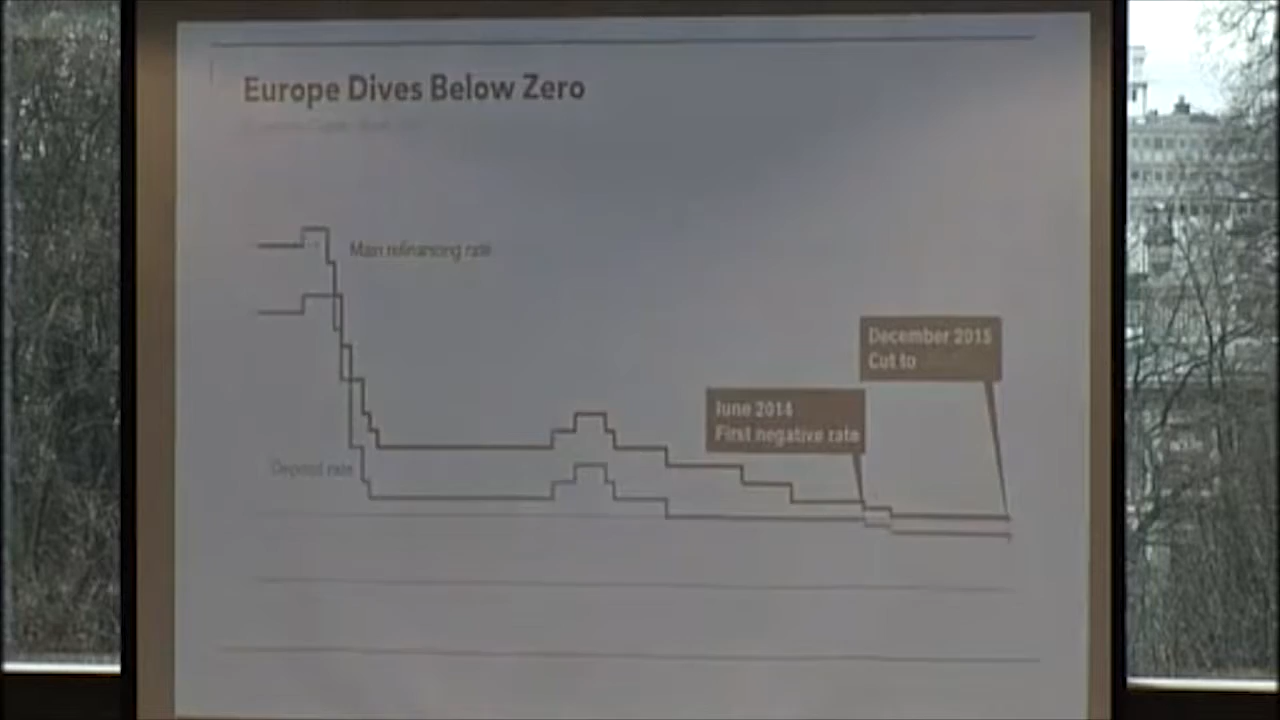 Europe Dives Below Zero
Main refinancing rate
December 2015
Cut to
June 2014
First negative rate
Deposit rate